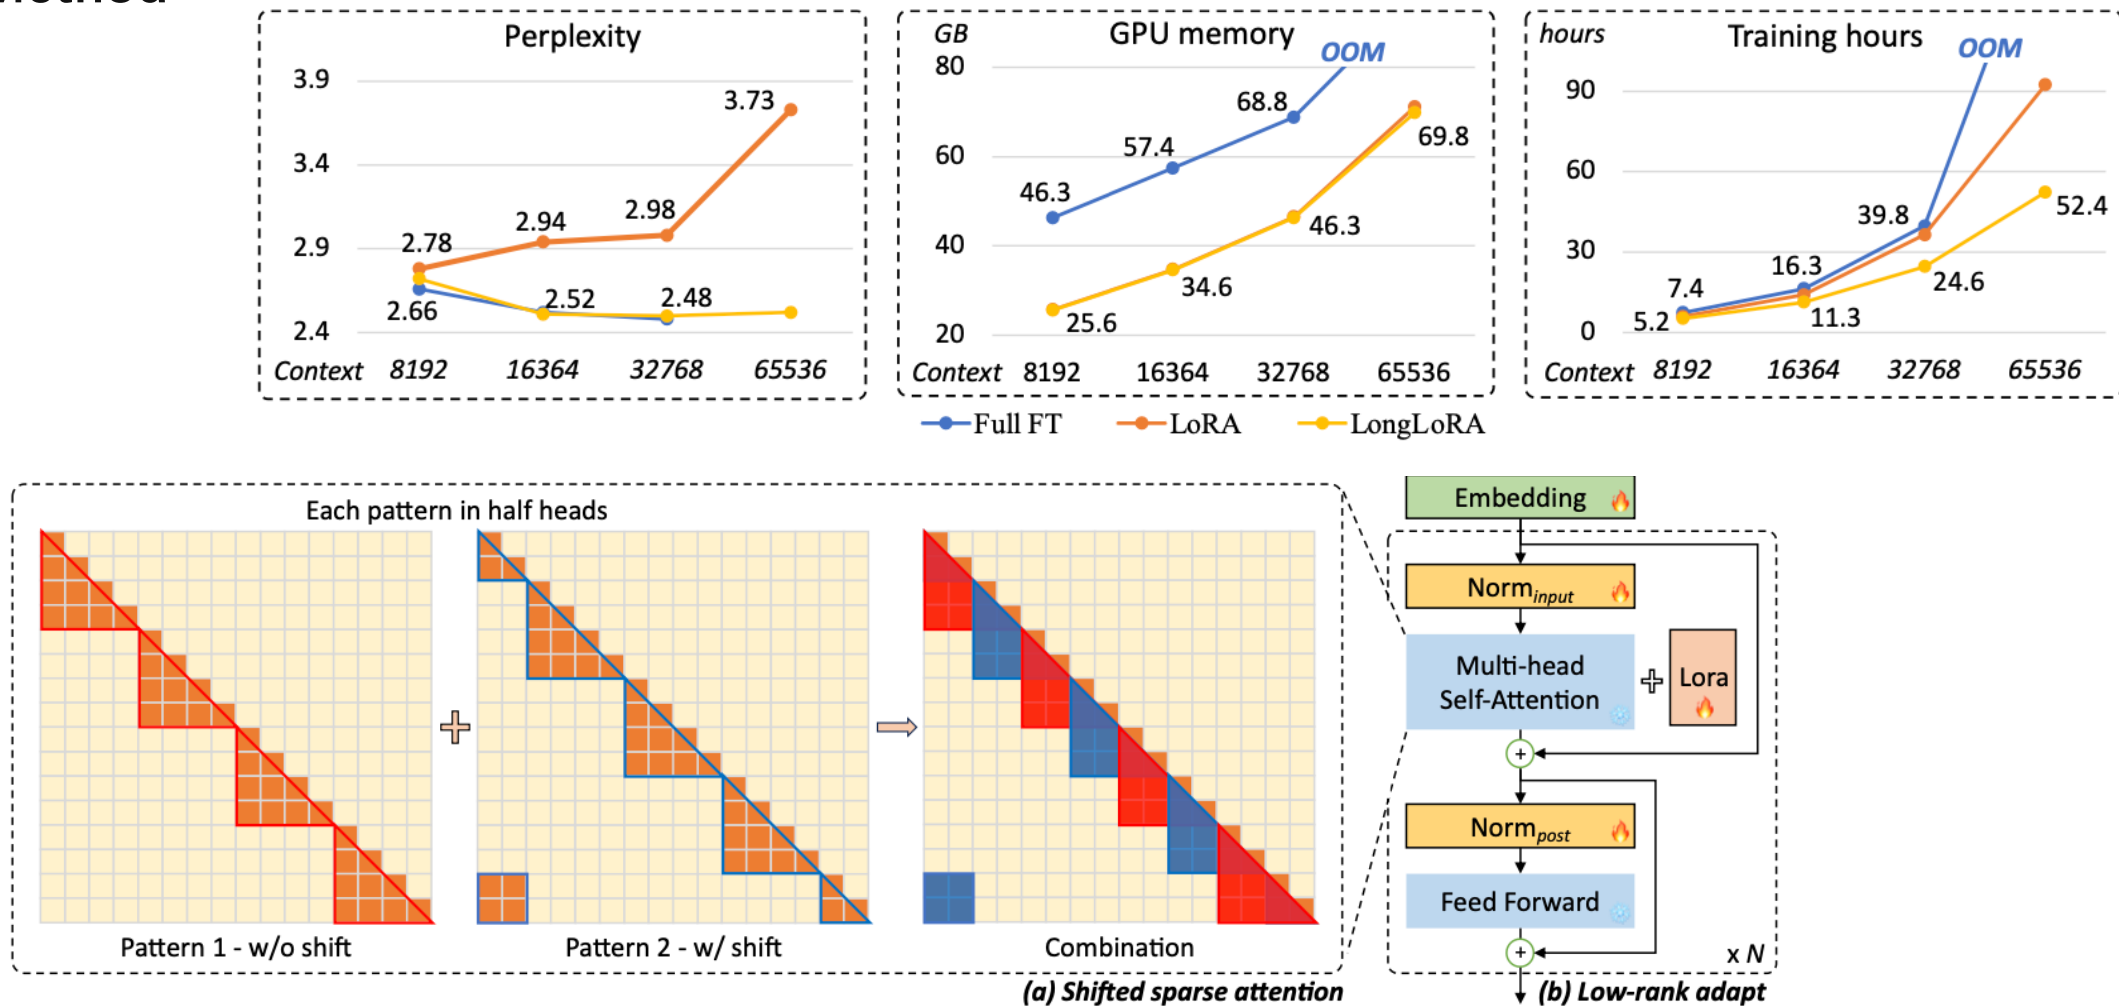 Perplexity
3.9
3.4
2.9
2.4
3.73
2.78
2.94
2.98
2.66
2.52
2.48
Context 8192 16364 32768 65536
GB GPU memory
OOM
80
60
40
20
68.8
57.4
46.3
69.8
46.3
34.6
25.6
Context 8192 16364 32768 65536
hours Training hours
OOM
90
60
30
0
39.8
52.4
16.3
24.6
7.4
5.2
11.3
Context 8192 16364 32768 65536
Full FT LoRA LongLoRA
Each pattern in half heads
Pattern 1 - w/o shift
Pattern 2 - w/ shift
Combination
(a) Shifted sparse attention
Embedding
Norm input
Multi-head
Self-Attention
Lora
Norm post
Feed Forward
x N
(b) Low-rank adapt